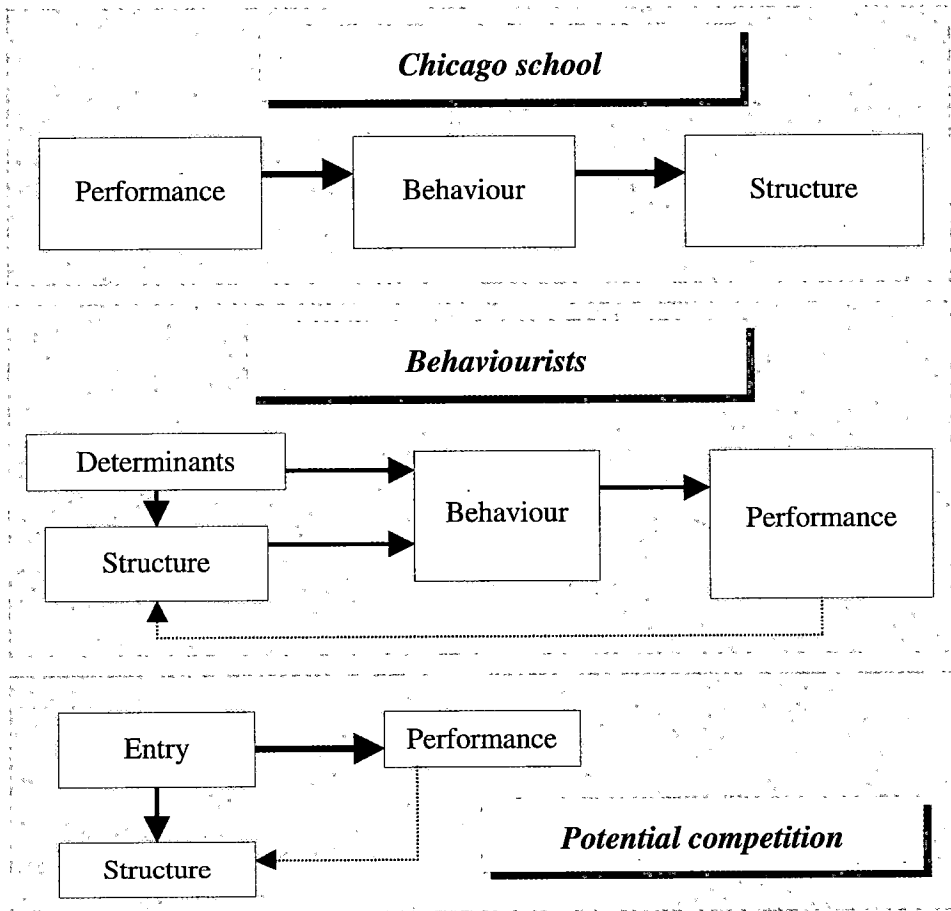 Chicago school
Performance
Behaviour
Structure
Behaviourists
Determinants
Behaviour
Performance
Structure
Entry
Performance
Potential competition
Structure